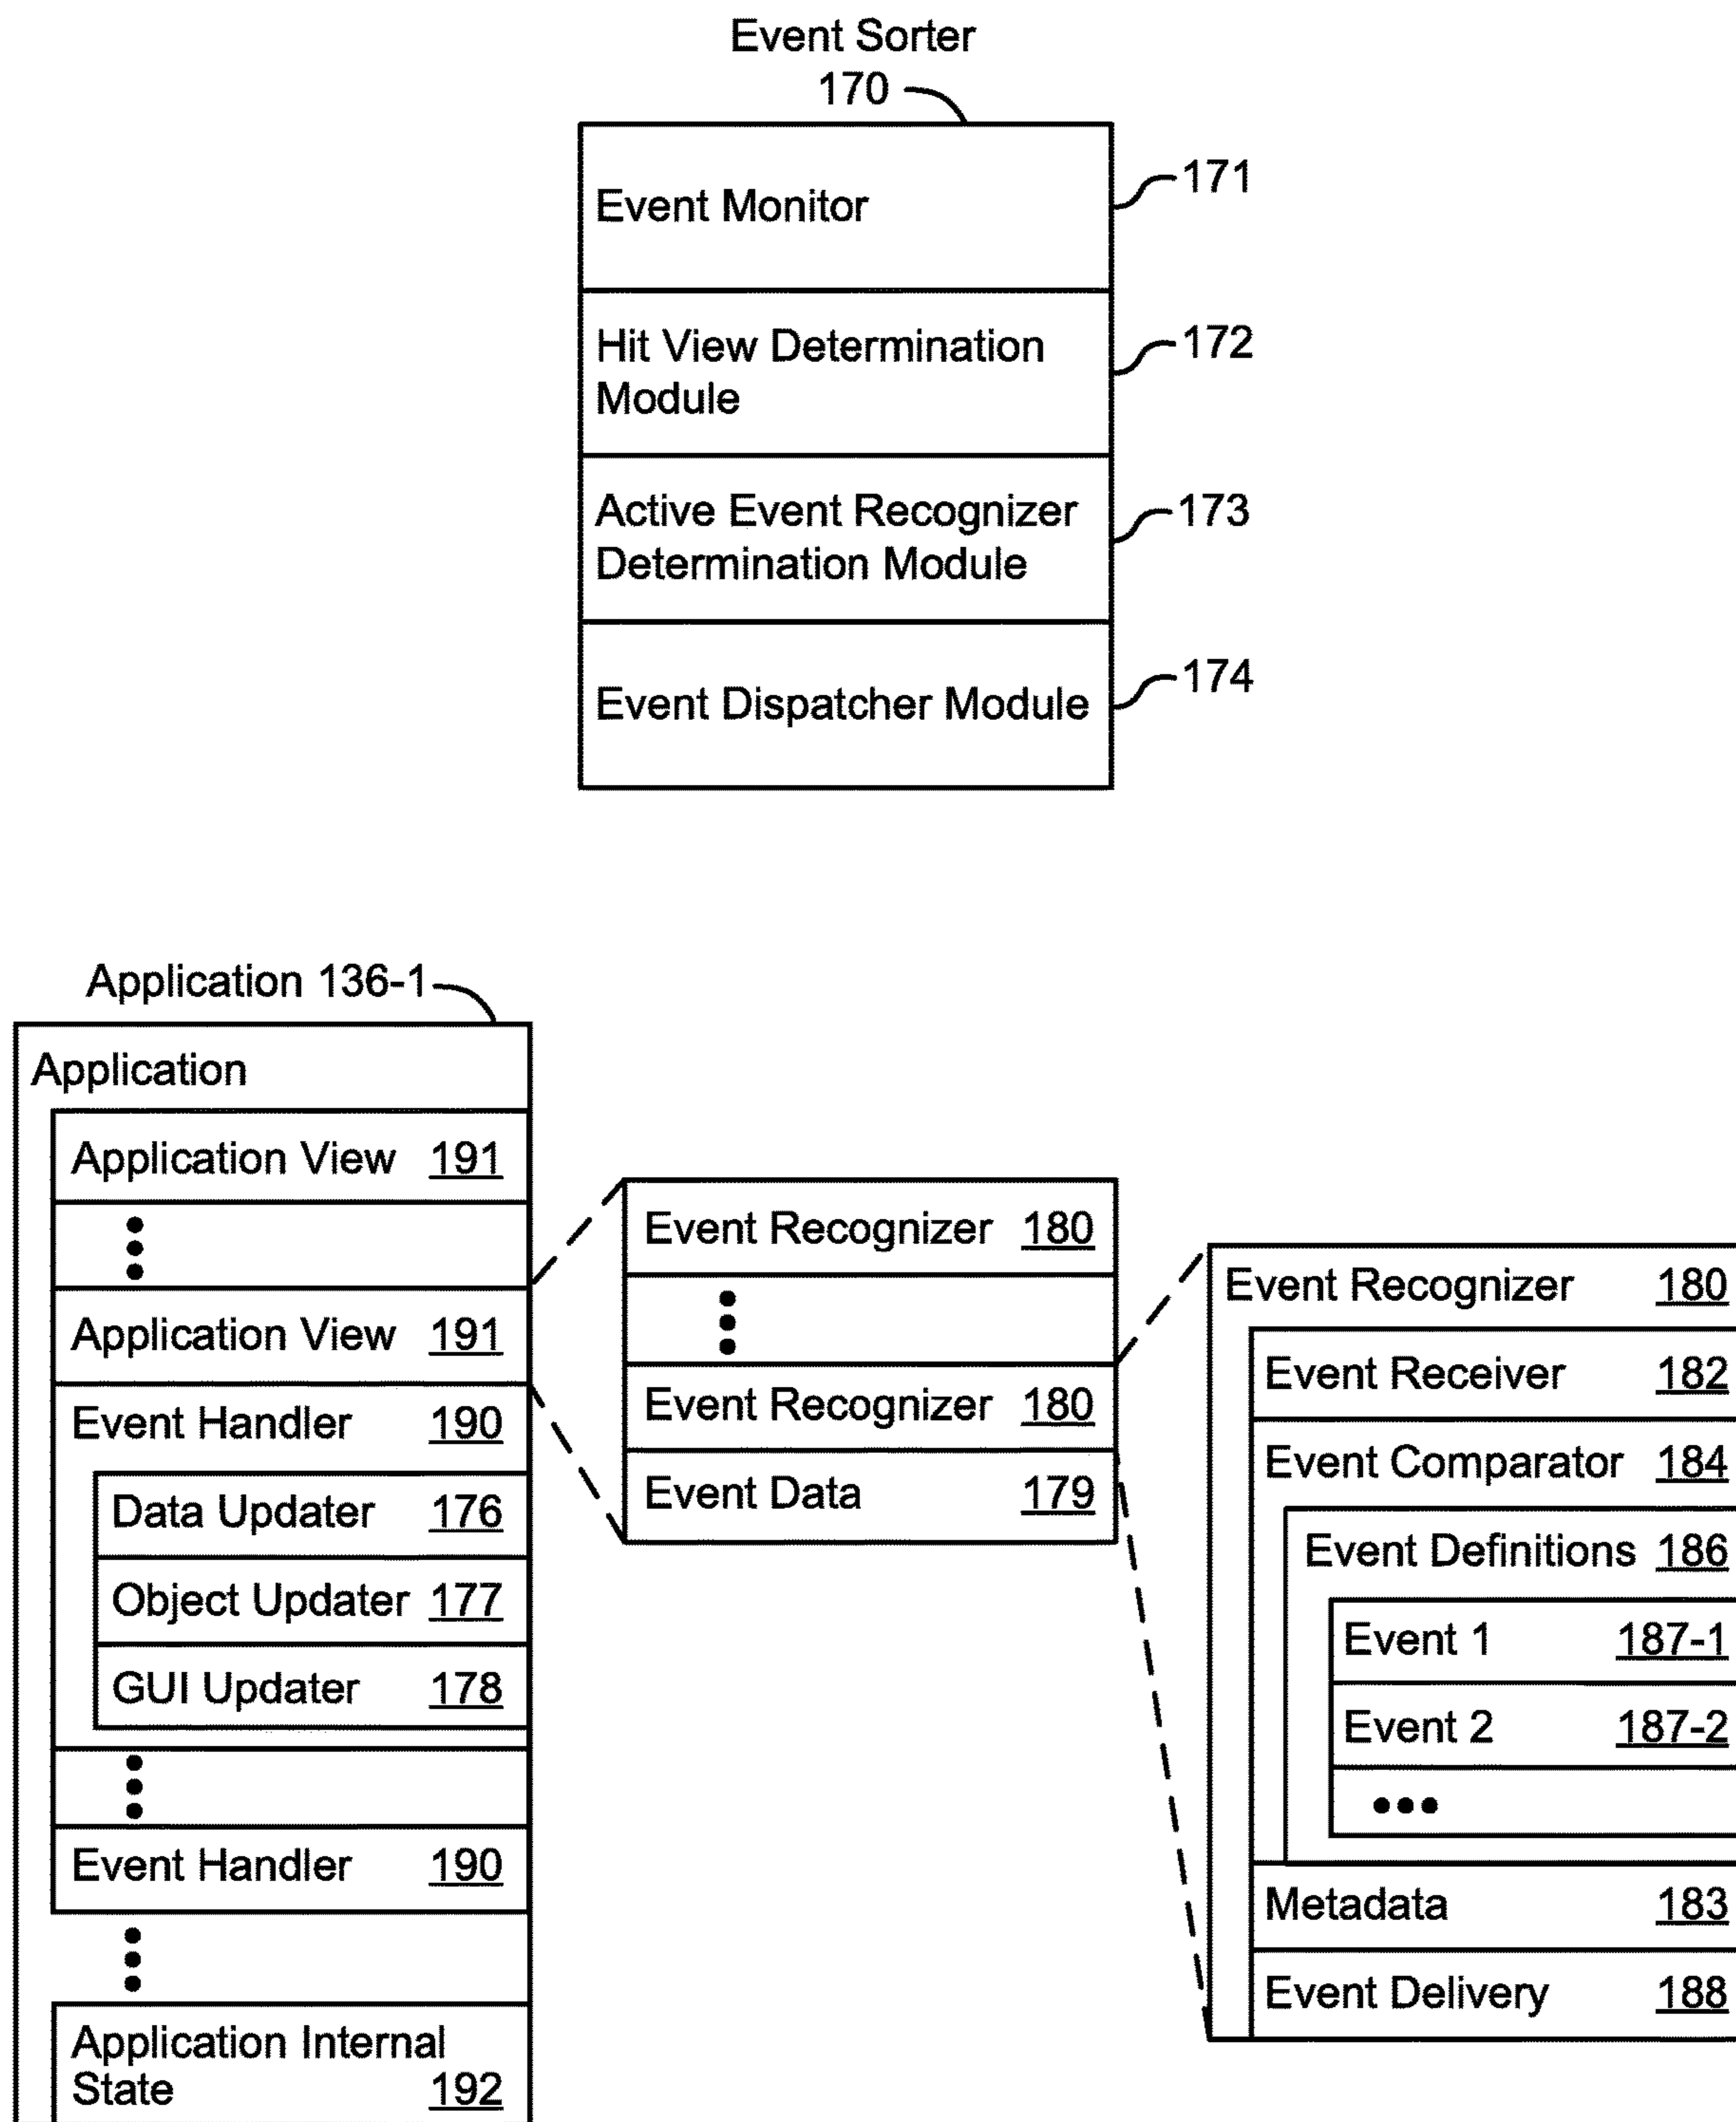 Event Sorter
170
Event Monitor
171
Hit View Determination
Module
172
Active Event Recognizer
Determination Module
173
Event Dispatcher Module
174
Application 136-1
Application
Application View 191
Application View 191
Event Handler 190
Data Updater 176
Object Updater 177
GUI Updater 178
Event Handler 190
Application Internal
State 192
Event Recognizer 180
Event Recognizer 180
Event Data 179
Event Recognizer 180
Event Receiver 182
Event Comparator 184
Event Definitions 186
Event 1 187-1
Event 2 187-2
Metadata 183
Event Delivery 188